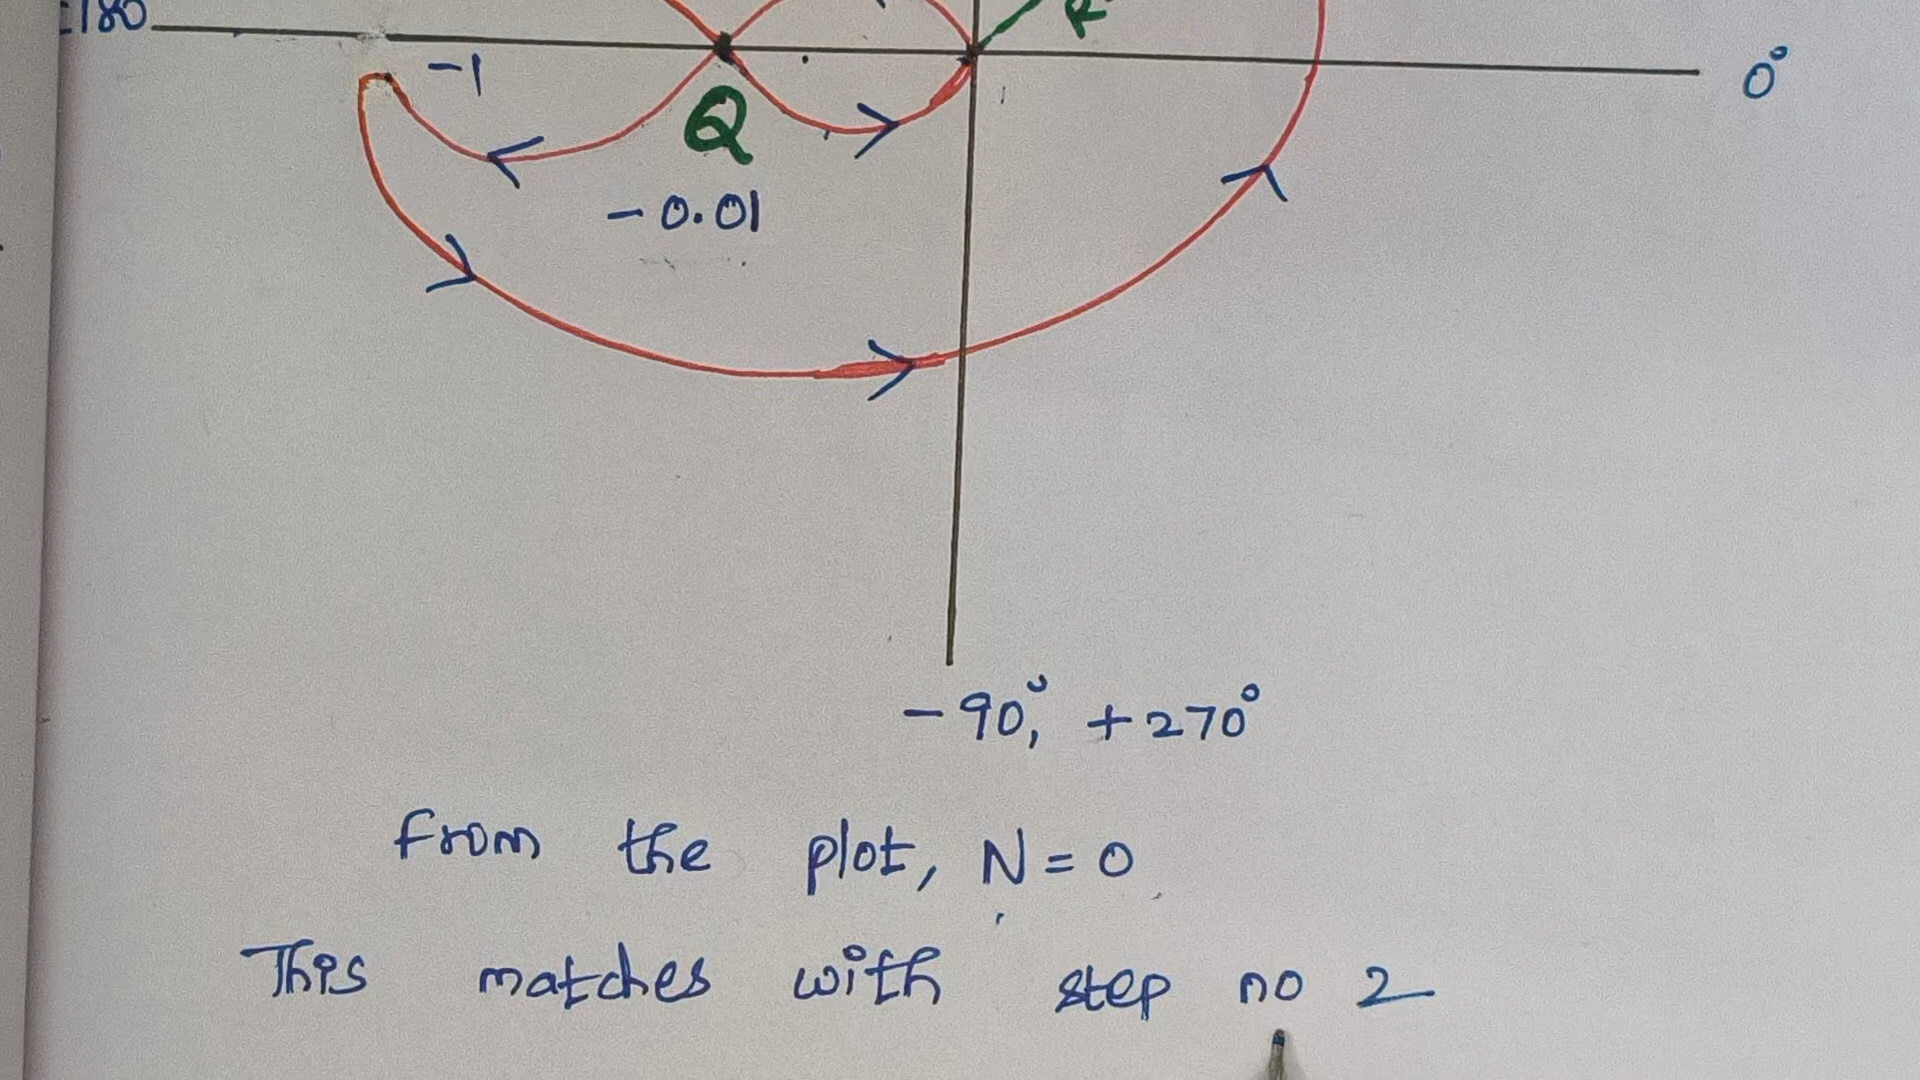 -180
0°
-1
Q
-0.01
-90°, +270°
From the plot, N = 0
This matches with step no 2